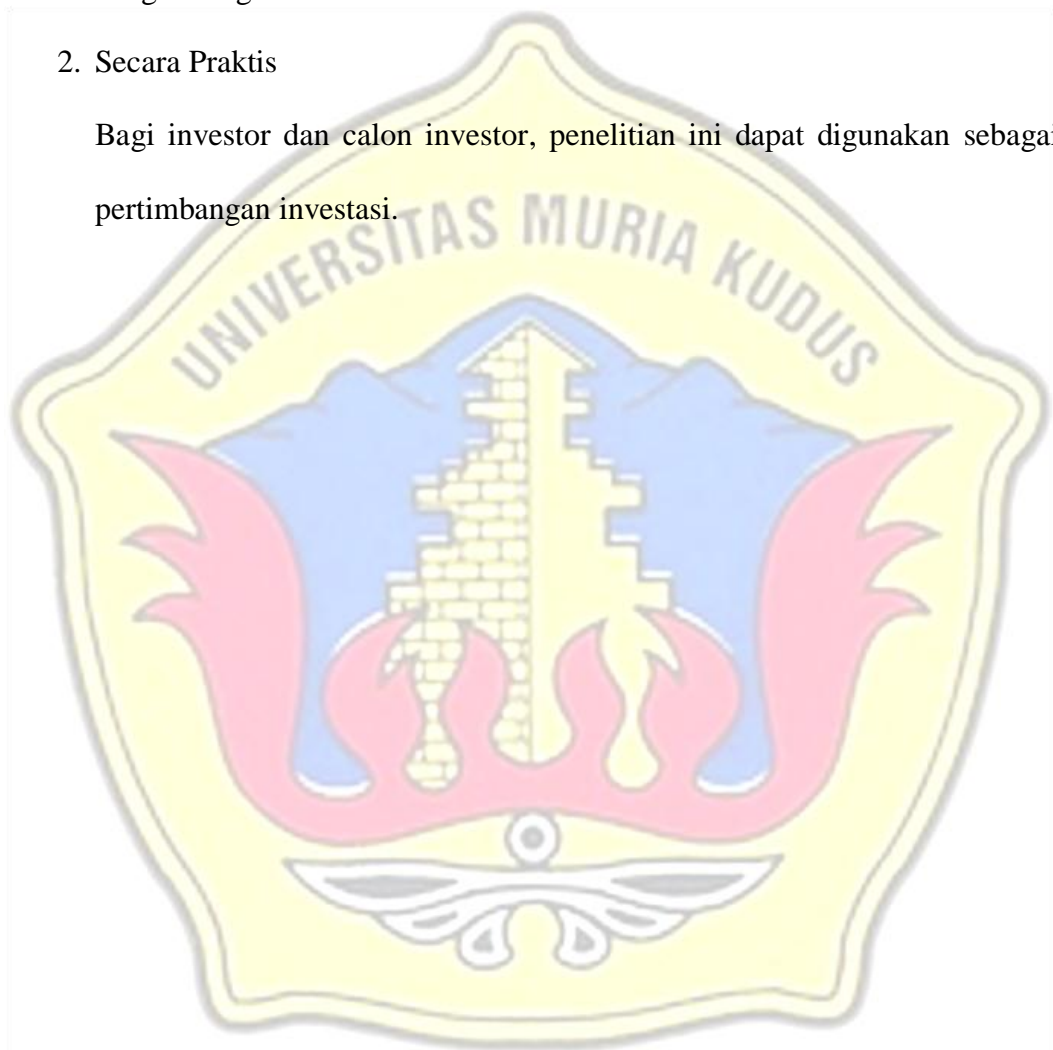 2. Secara Praktis
Bagi investor dan calon investor, penelitian ini dapat digunakan sebagai
pertimbangan investasi.
UNIVERSITAS MURIA KUDUS